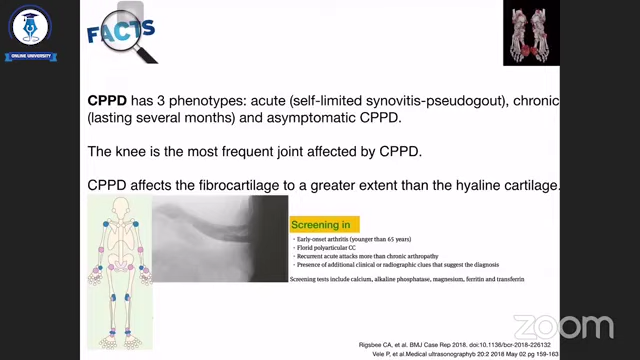 ONLINE UNIVERSITY
FACTS
CPPD has 3 phenotypes: acute (self-limited synovitis-pseudogout), chronic
(lasting several months) and asymptomatic CPPD.
The knee is the most frequent joint affected by CPPD.
CPPD affects the fibrocartilage to a greater extent than the hyaline cartilage.
Screening in
• Early-onset arthritis (younger than 65 years)
• Florid polyarticular CC
• Recurrent acute attacks more than chronic arthropathy
• Presence of additional clinical or radiographic clues that suggest the diagnosis
Screening tests include calcium, alkaline phosphatase, magnesium, ferritin and transferrin
Rigsbee CA, et al. BMJ Case Rep 2018. doi:10.1136/bcr-2018-226132
Vele P, et al.Medical ultrasonographyb 20.2 2018 May 02 pg 159-163
zoom